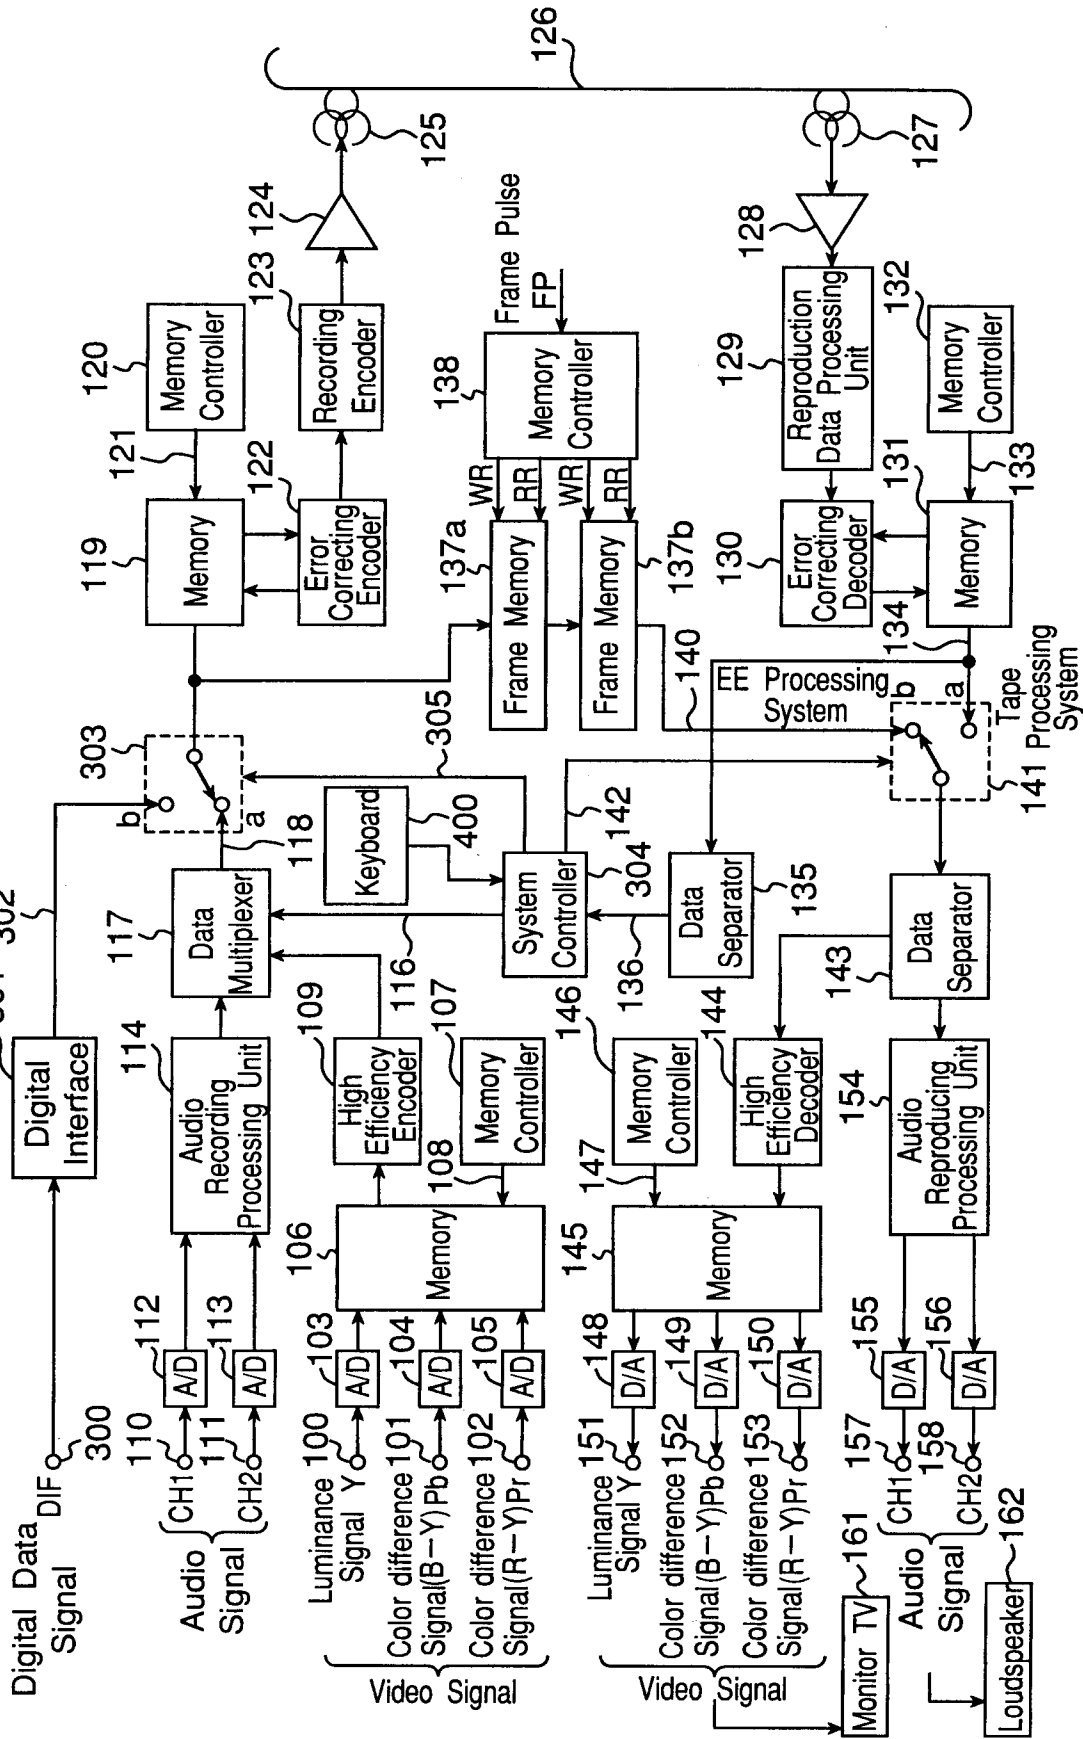 Digital Data
Signal
DIF
300
Digital
Interface
302
Audio
Signal
CH1
110
CH2
111
A/D
112
A/D
113
Audio
Recording
Processing Unit
114
Data
Multiplexer
117
118
b
a
303
Memory
119
121
Memory
Controller
120
Error
Correcting
Encoder
122
Recording
Encoder
123
124
125
126
Video Signal
Luminance
Signal Y
100
Color difference
Signal(B−Y)Pb
101
Color difference
Signal(R−Y)Pr
102
A/D
103
A/D
104
A/D
105
Memory
106
High
Efficiency
Encoder
109
Memory
Controller
107
108
116
Keyboard
400
System
Controller
304
305
142
136
Data
Separator
135
Frame Memory
137a
Frame Memory
137b
WR
RR
WR
RR
Memory
Controller
138
Frame Pulse
FP
140
EE Processing
System
Video Signal
Luminance
Signal Y
151
Color difference
Signal(B−Y)Pb
152
Color difference
Signal(R−Y)Pr
153
D/A
148
D/A
149
D/A
150
Memory
145
147
Memory
Controller
146
High
Efficiency
Decoder
144
Data
Separator
143
b
a
141
Tape
Processing
System
134
Memory
131
133
Memory
Controller
132
Error
Correcting
Decoder
130
Reproduction
Data Processing
Unit
129
128
127
Monitor TV
161
Audio
Signal
CH1
157
CH2
158
D/A
155
D/A
156
Audio
Reproducing
Processing Unit
154
Loudspeaker
162